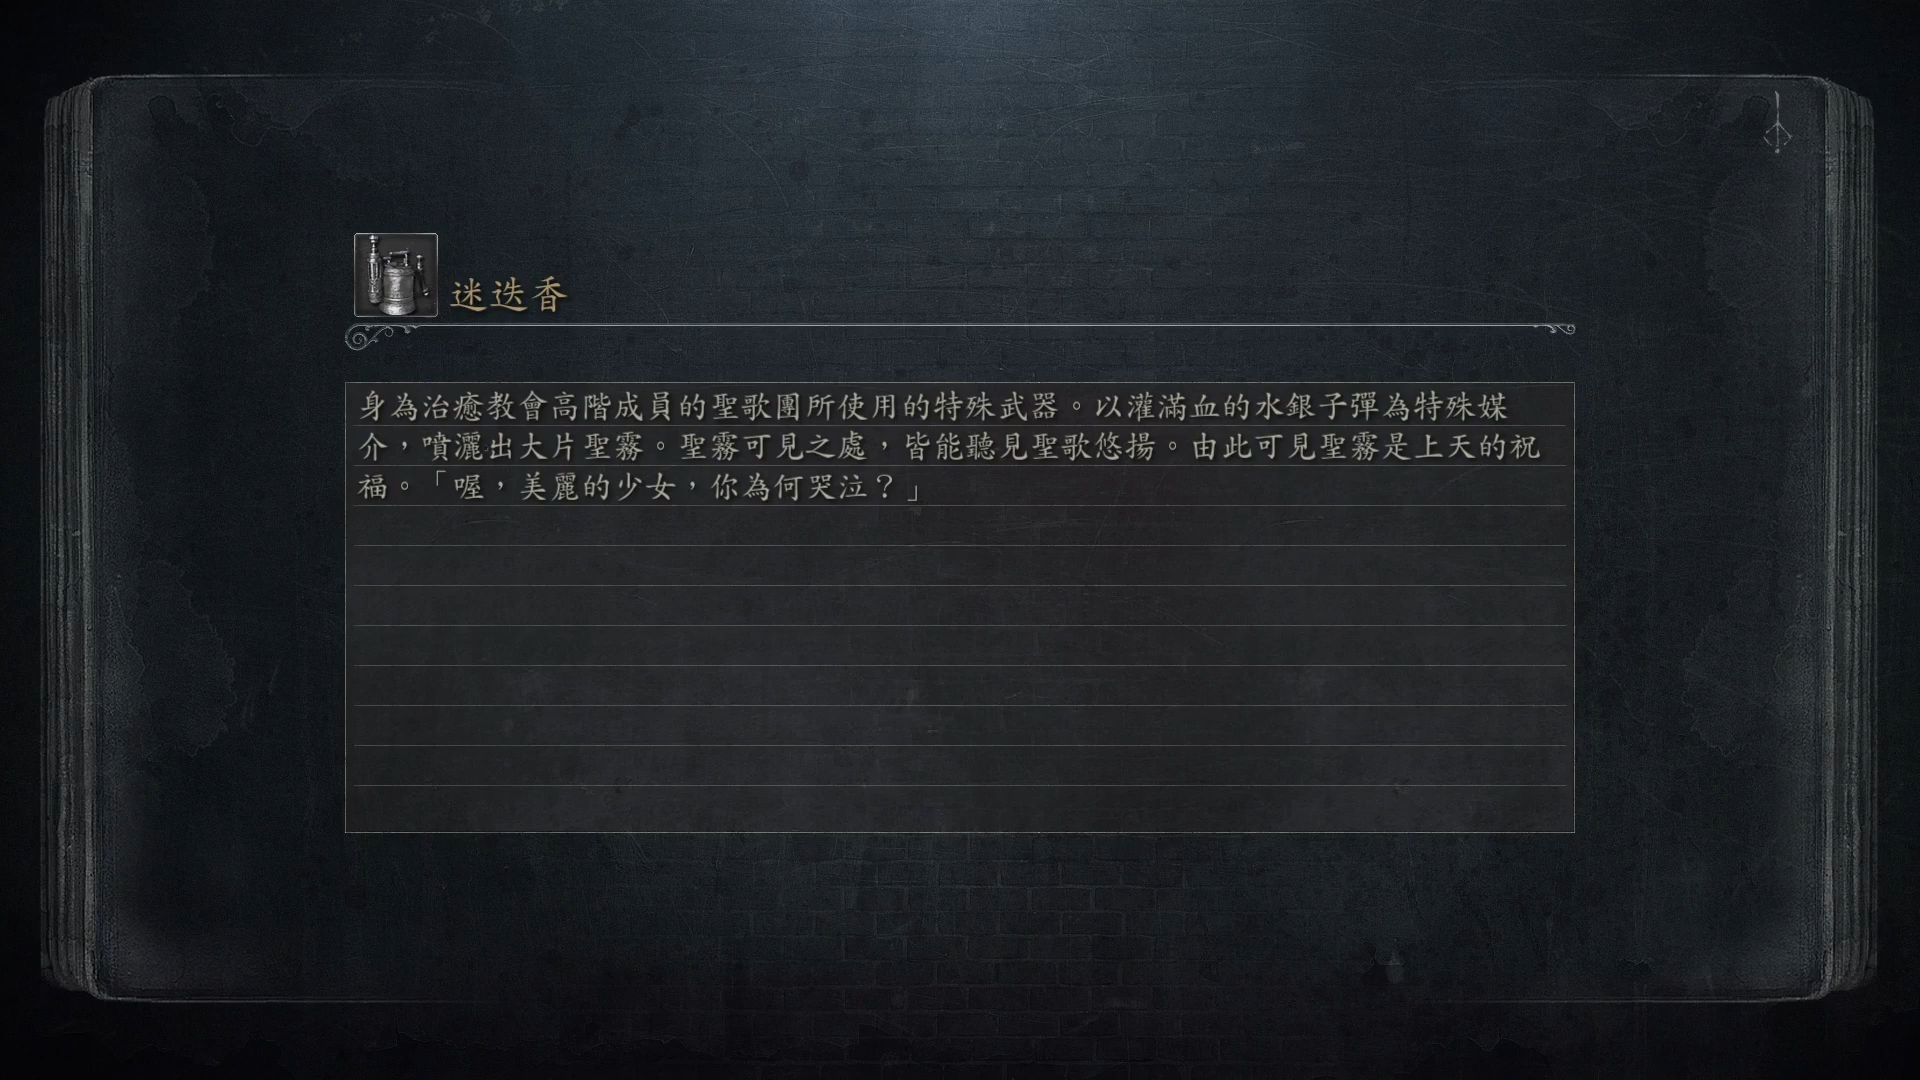 迷迭香
身為治癒教會高階成員的聖歌團所使用的特殊武器。以灌滿血的水銀子彈為特殊媒
介，噴灑出大片聖霧。聖霧可見之處，皆能聽見聖歌悠揚。由此可見聖霧是上天的祝
福。「喔，美麗的少女，你為何哭泣？」